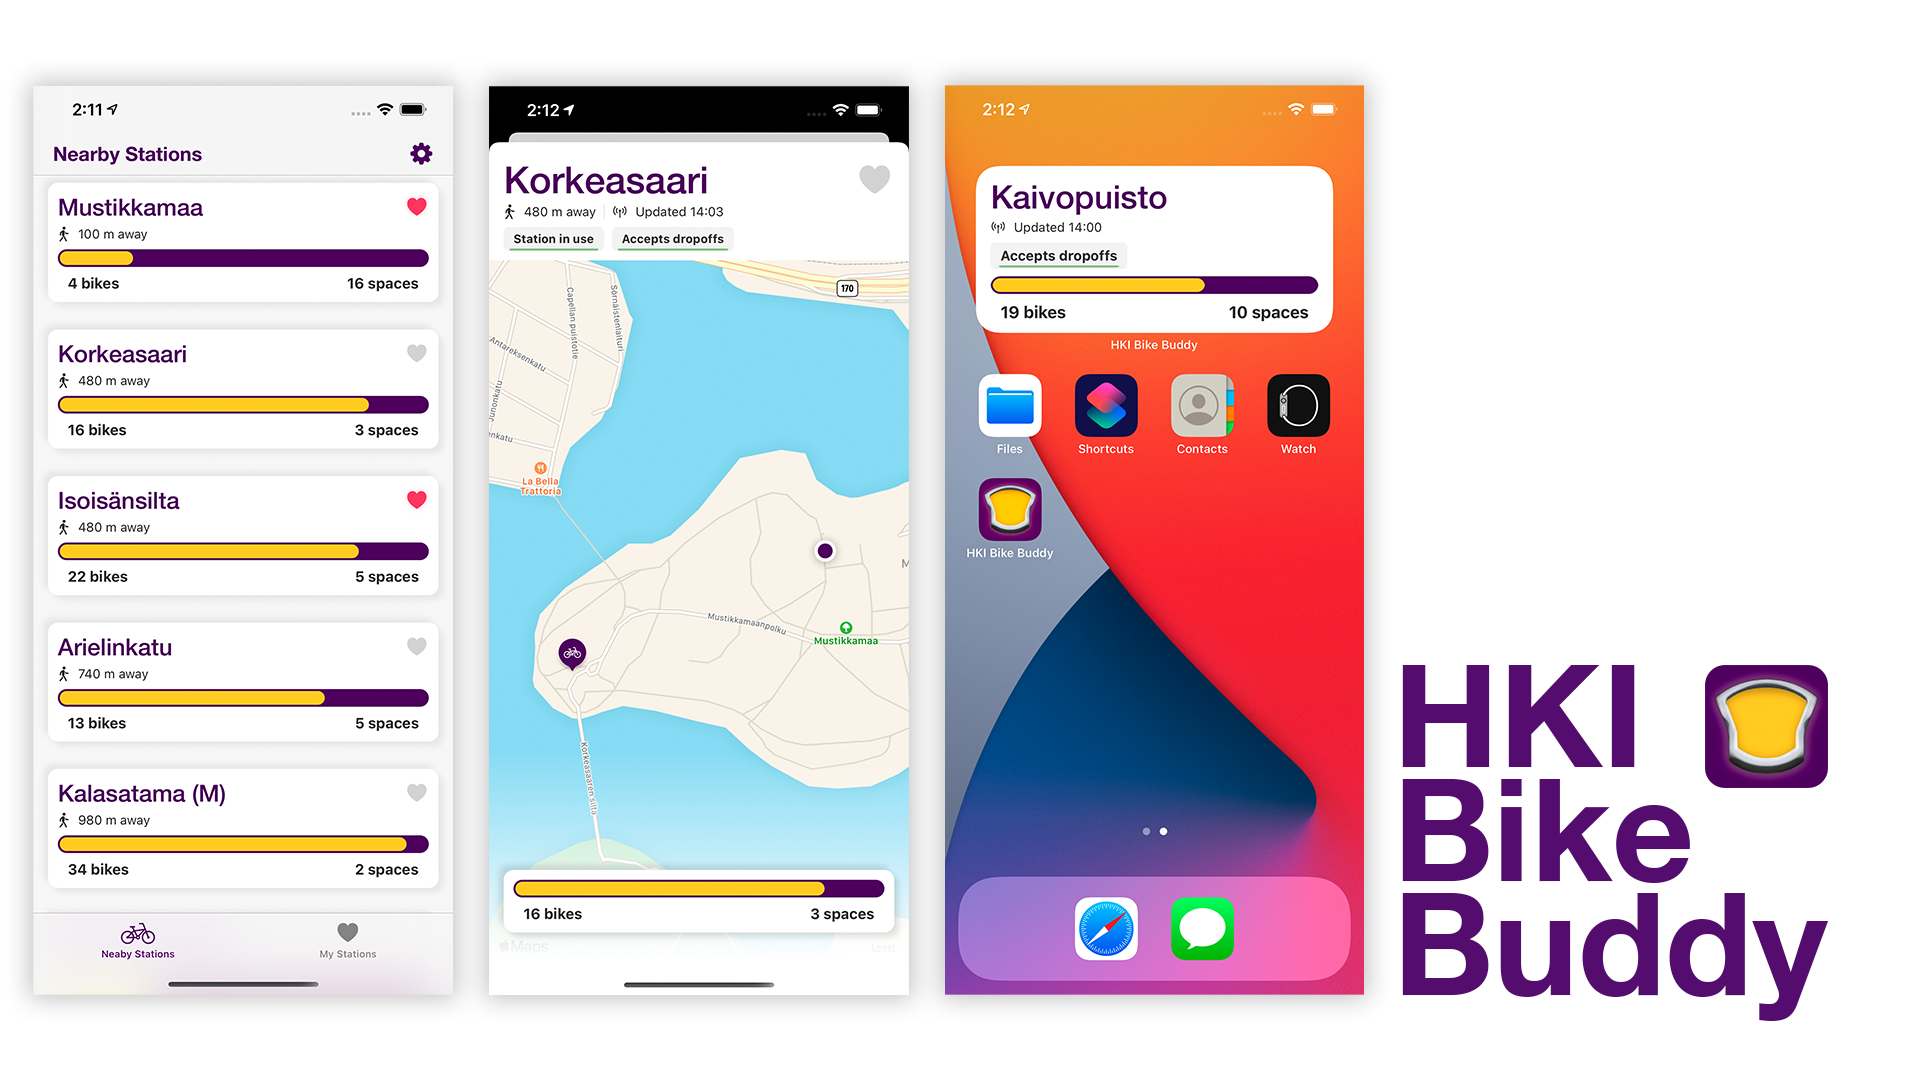 2:11
Nearby Stations
Mustikkamaa
100 m away
4 bikes 16 spaces
Korkeasaari
480 m away
16 bikes 3 spaces
Isoisänsilta
480 m away
22 bikes 5 spaces
Arielinkatu
740 m away
13 bikes 5 spaces
Kalasatama (M)
980 m away
34 bikes 2 spaces
Neaby Stations My Stations
2:12
Korkeasaari
480 m away Updated 14:03
Station in use Accepts dropoffs
170
Capellan puistotie
Sörnäistenlaituri
Antareksenkatu
Junonkatu
La Bella
Trattoria
Mustikkamaanpolku
Mustikkamaa
Korkeasaaren silta
16 bikes 3 spaces
Maps
Legal
2:12
Kaivopuisto
Updated 14:00
Accepts dropoffs
19 bikes 10 spaces
HKI Bike Buddy
Files Shortcuts Contacts Watch
HKI Bike Buddy
HKI
Bike
Buddy